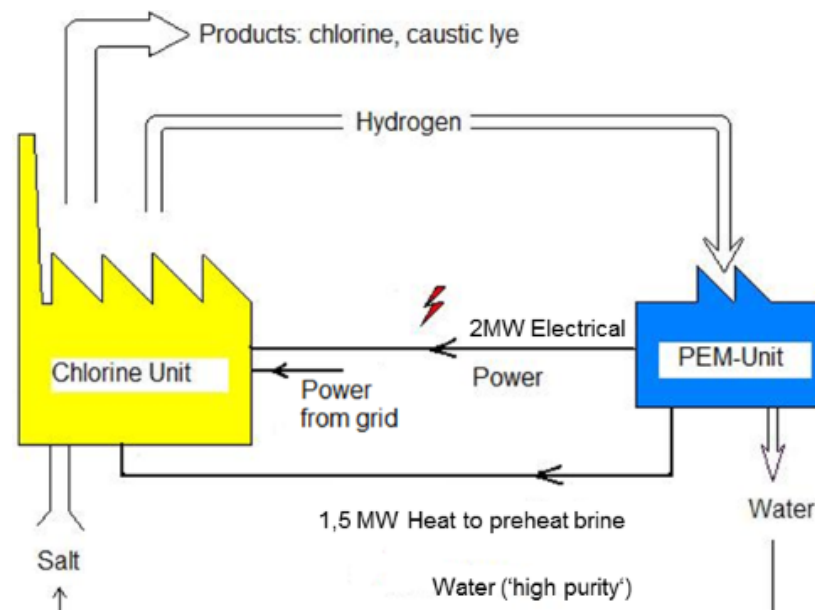 Products: chlorine, caustic lye
Hydrogen
2MW Electrical
Chlorine Unit
Power
from grid
Power
PEM-Unit
1,5 MW Heat to preheat brine
Water
Salt
Water (‘high purity‘)